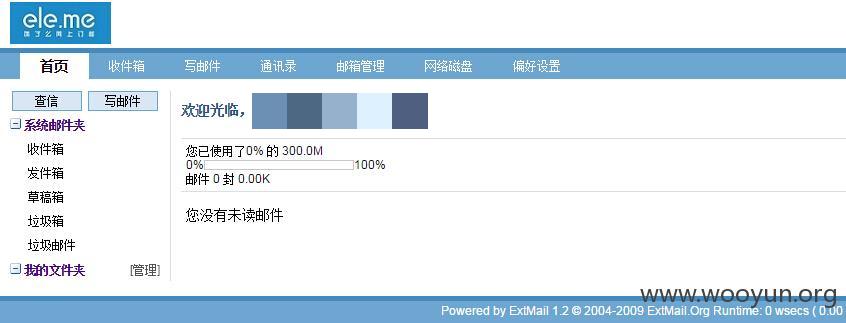 ele.me
饿了么网上订餐
首页 收件箱 写邮件 通讯录 邮箱管理 网络磁盘 偏好设置
查信 写邮件
系统邮件夹
收件箱
发件箱
草稿箱
垃圾箱
垃圾邮件
我的文件夹 [管理]
欢迎光临,
您已使用了0% 的 300.0M
0% 100%
邮件 0 封 0.00K
您没有未读邮件
www.wooyun.org
Powered by ExtMail 1.2 © 2004-2009 ExtMail.Org Runtime: 0 wsecs ( 0.00